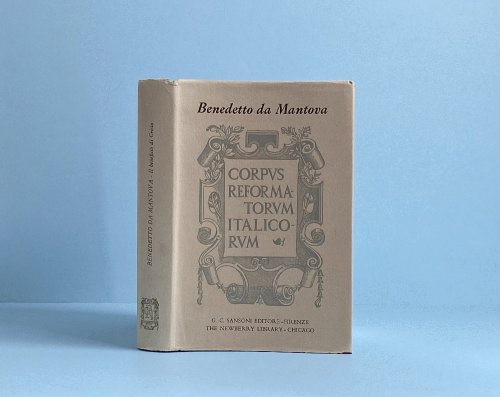 Benedetto da Mantova
CORPVS
REFORMA-
TORVM
ITALICO-
RVM
G. C. SANSONI EDITORE - FIRENZE
THE NEWBERRY LIBRARY - CHICAGO
BENEDETTO DA MANTOVA - Il beneficio di Cristo